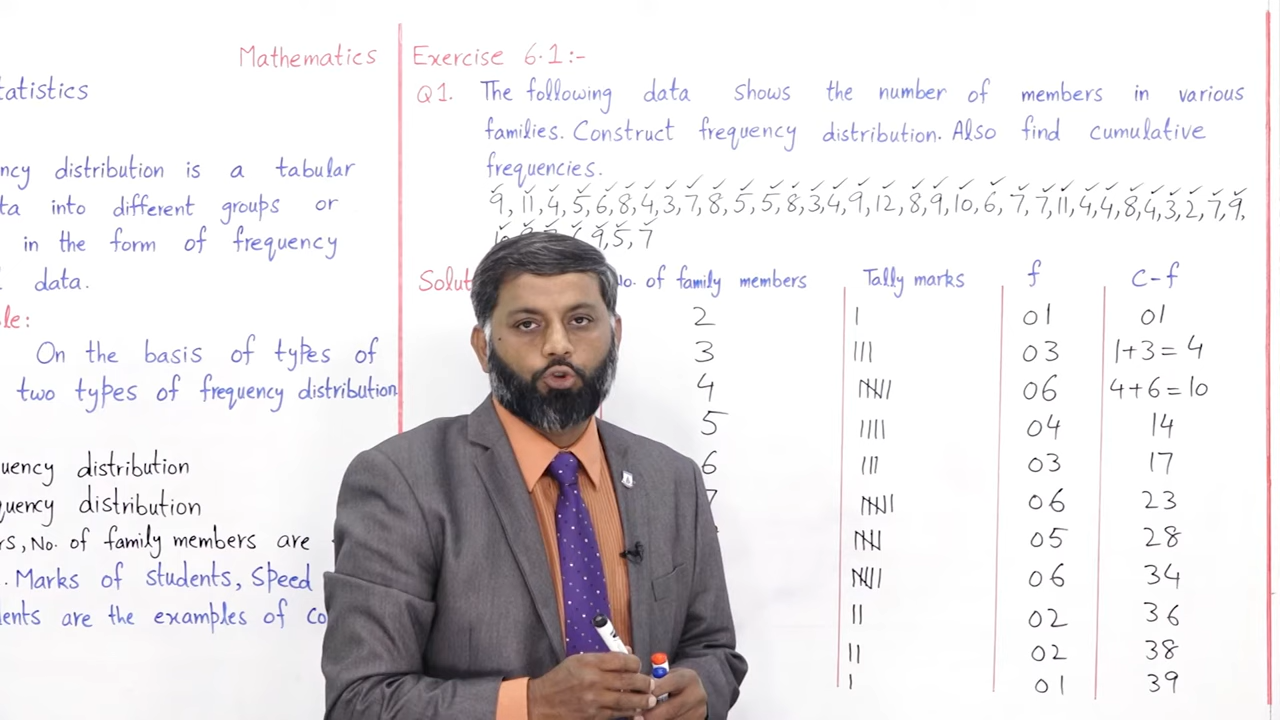 Mathematics
tatistics
ncy distribution is a tabular
ta into different groups or
in the form of frequency
data.
le:
On the basis of types of
two types of frequency distribution
uency distribution
quency distribution
rs, No. of family members are
. Marks of students, Speed
ents are the examples of co
Exercise 6.1:-
Q1. The following data shows the number of members in various
families. Construct frequency distribution. Also find cumulative
frequencies.
9, 11, 4, 5, 6, 8, 4, 3, 7, 8, 5, 5, 8, 3, 4, 9, 12, 8, 9, 10, 6, 7, 7, 11, 4, 4, 8, 4, 3, 2, 7, 9,
9, 5, 7
Solut No. of family members Tally marks f C-f
2 | 01 01
3 ||| 03 1+3=4
4 ~~||||~~| 06 4+6=10
5 |||| 04 14
6 ||| 03 17
7 ~~||||~~| 06 23
~~||||~~ 05 28
~~||||~~| 06 34
|| 02 36
|| 02 38
| 01 39